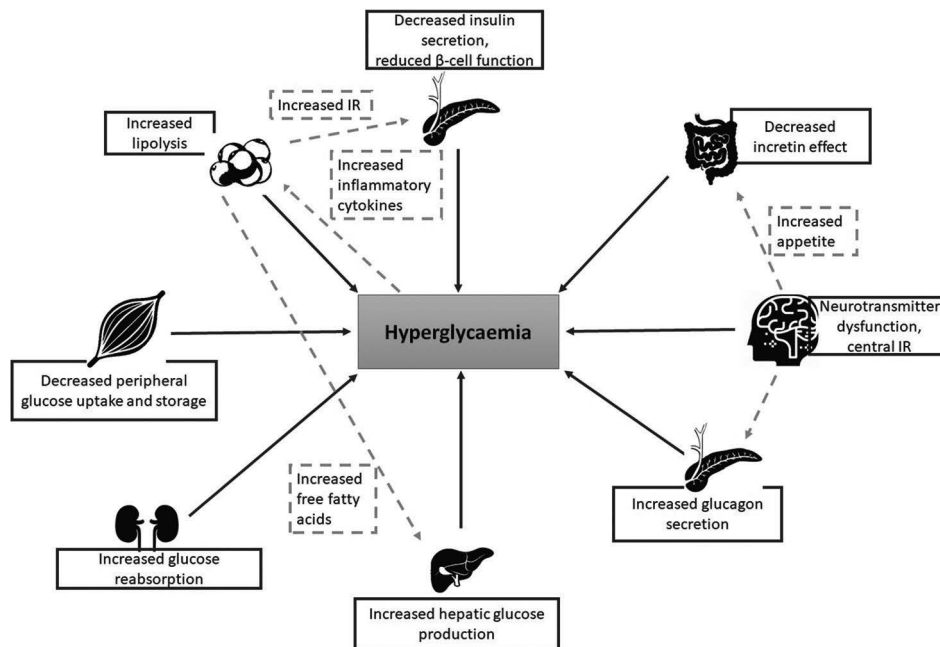 Decreased insulin
secretion,
reduced β-cell function
Increased IR
Increased
lipolysis
Increased
inflammatory
cytokines
Decreased
incretin effect
Increased
appetite
Hyperglycaemia
Neurotransmitter
dysfunction,
central IR
Decreased peripheral
glucose uptake and storage
Increased
free fatty
acids
Increased glucagon
secretion
Increased glucose
reabsorption
Increased hepatic glucose
production